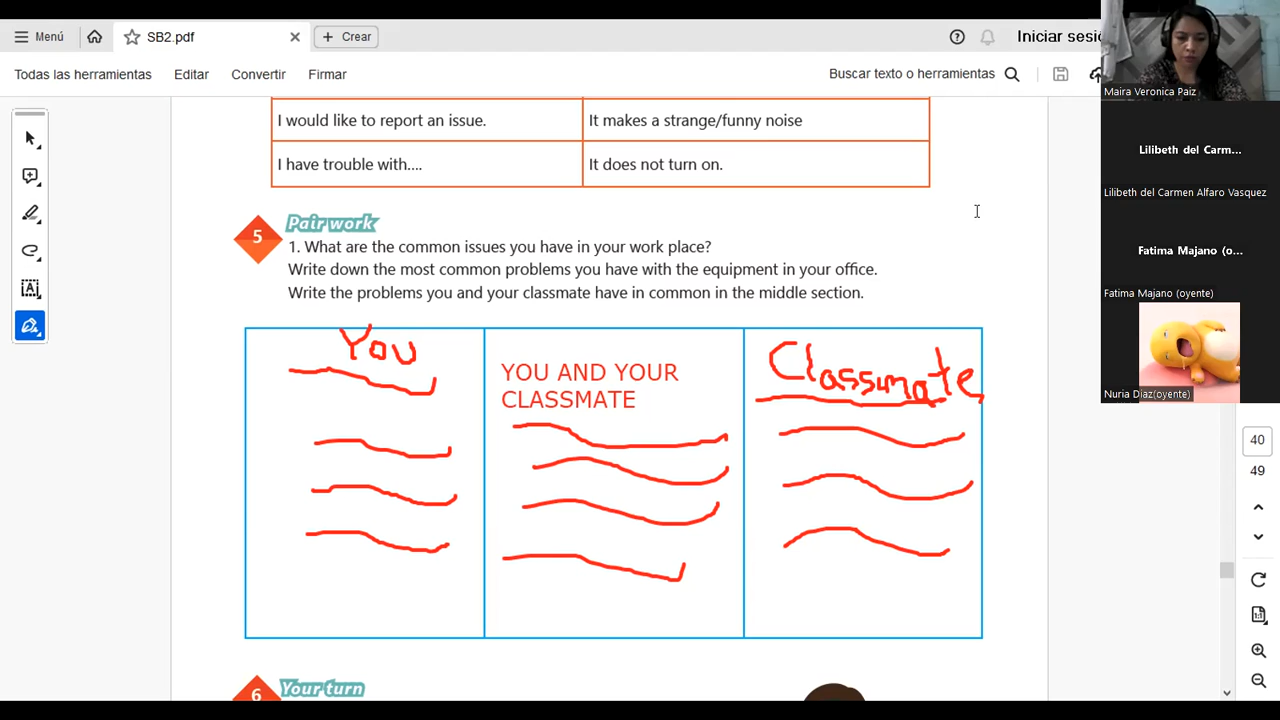 Menú
SB2.pdf
Crear
Iniciar sesió
Todas las herramientas
Editar
Convertir
Firmar
Buscar texto o herramientas
Maira Veronica Paiz
Lilibeth del Carm...
Lilibeth del Carmen Alfaro Vasquez
Fatima Majano (o...
Fatima Majano (oyente)
Nuria Diaz(oyente)
I would like to report an issue.
It makes a strange/funny noise
I have trouble with....
It does not turn on.
5
Pair work
1. What are the common issues you have in your work place?
Write down the most common problems you have with the equipment in your office.
Write the problems you and your classmate have in common in the middle section.
You
YOU AND YOUR
CLASSMATE
Classmate
40
49
1:1
6
Your turn